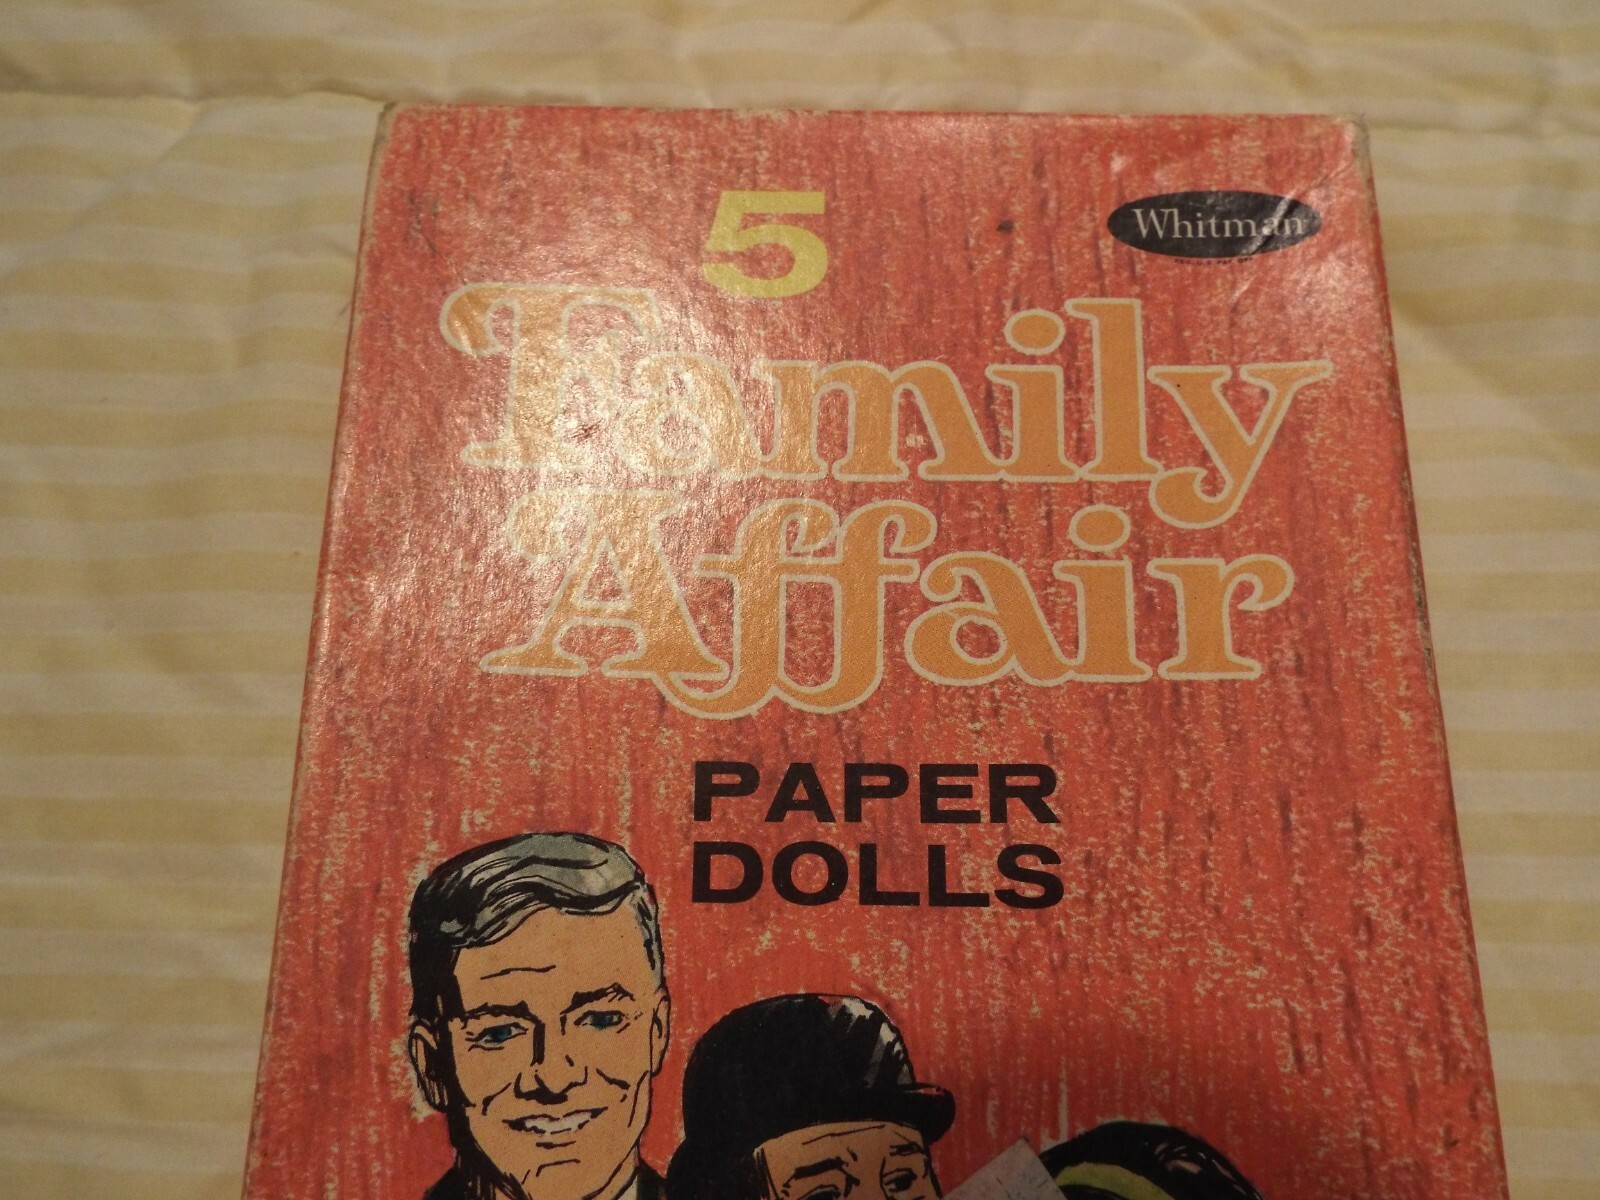 5
Whitman
Family
Affair
PAPER
DOLLS